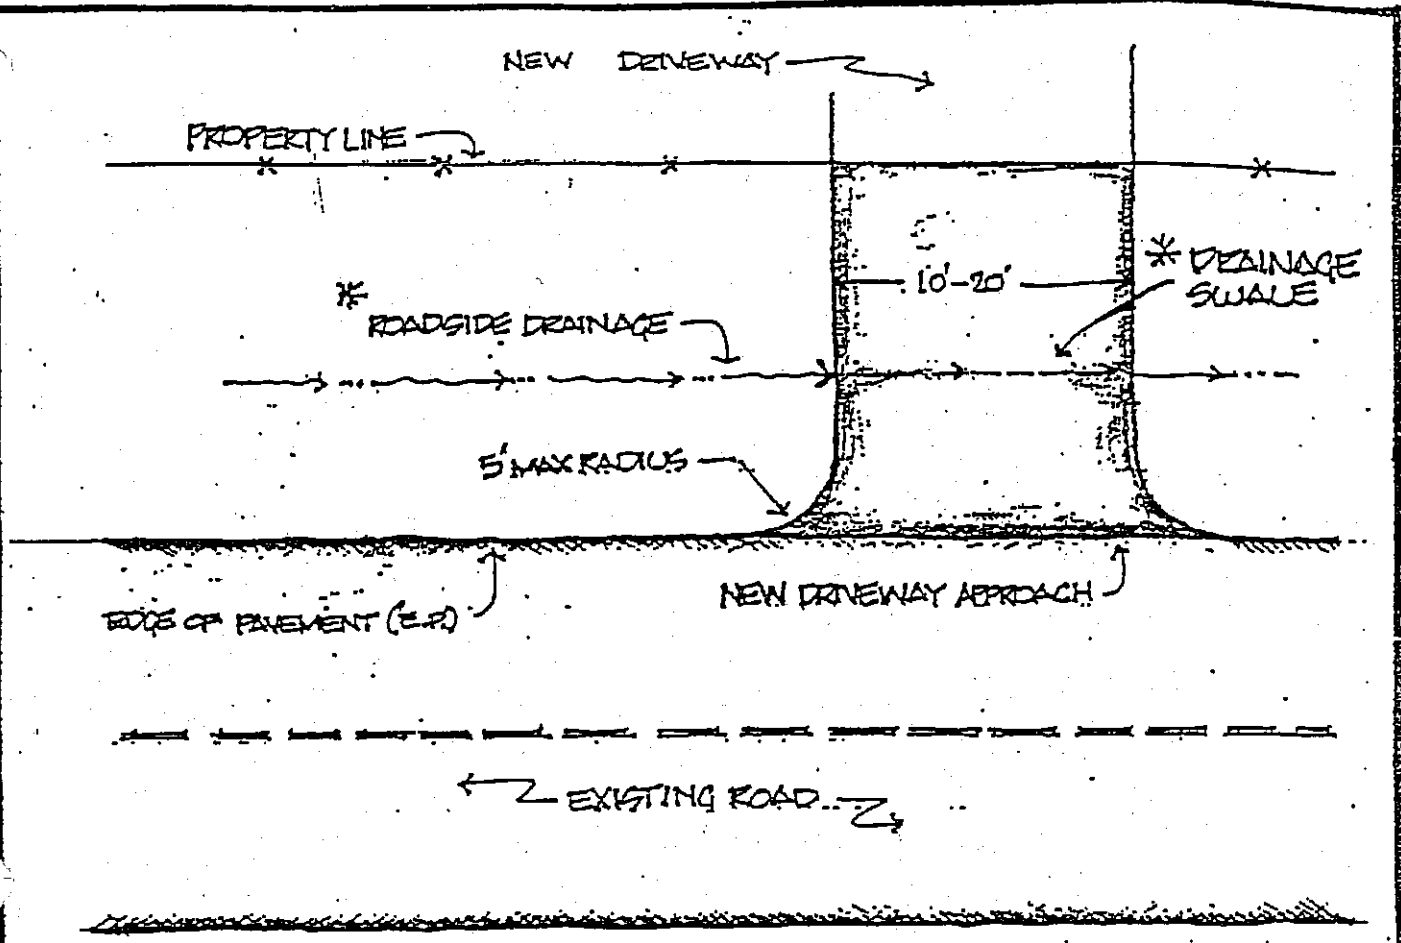 NEW DRIVEWAY
PROPERTY LINE
* DRAINAGE
SWALE
10'-20'
*
ROADSIDE DRAINAGE
5' MAX RADIUS
NEW DRIVEWAY APPROACH
EDGE OF PAVEMENT (E.P.)
EXISTING ROAD